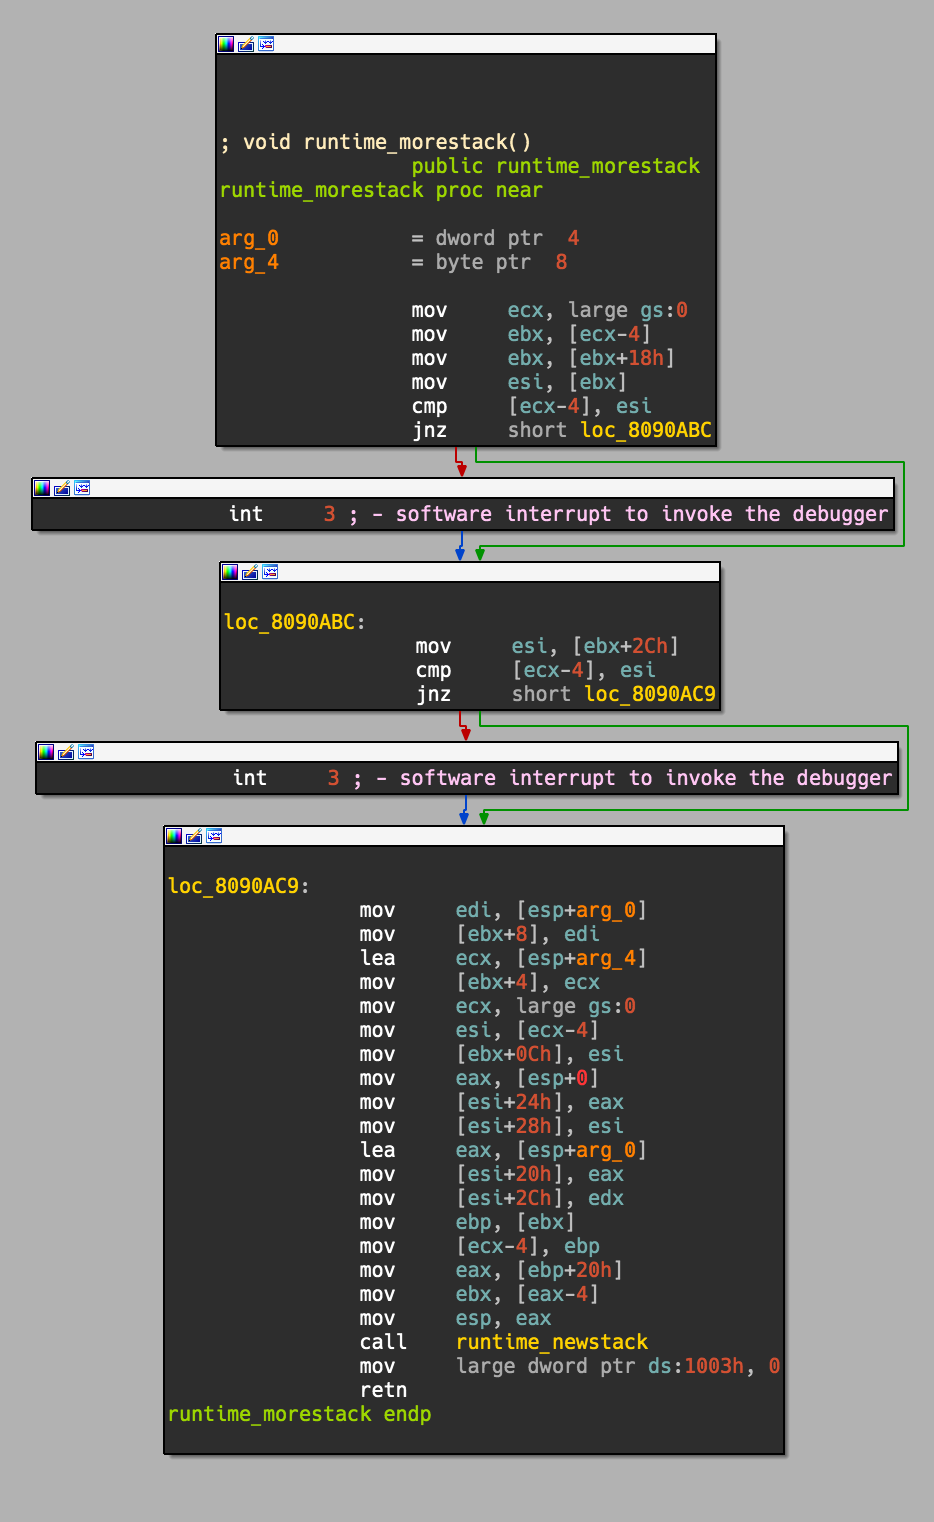 ; void runtime_morestack()
public runtime_morestack
runtime_morestack proc near
arg_0 = dword ptr 4
arg_4 = byte ptr 8
mov ecx, large gs:0
mov ebx, [ecx-4]
mov ebx, [ebx+18h]
mov esi, [ebx]
cmp [ecx-4], esi
jnz short loc_8090ABC
int 3 ; - software interrupt to invoke the debugger
loc_8090ABC:
mov esi, [ebx+2Ch]
cmp [ecx-4], esi
jnz short loc_8090AC9
int 3 ; - software interrupt to invoke the debugger
loc_8090AC9:
mov edi, [esp+arg_0]
mov [ebx+8], edi
lea ecx, [esp+arg_4]
mov [ebx+4], ecx
mov ecx, large gs:0
mov esi, [ecx-4]
mov [ebx+0Ch], esi
mov eax, [esp+0]
mov [esi+24h], eax
mov [esi+28h], esi
lea eax, [esp+arg_0]
mov [esi+20h], eax
mov [esi+2Ch], edx
mov ebp, [ebx]
mov [ecx-4], ebp
mov eax, [ebp+20h]
mov ebx, [eax-4]
mov esp, eax
call runtime_newstack
mov large dword ptr ds:1003h, 0
retn
runtime_morestack endp